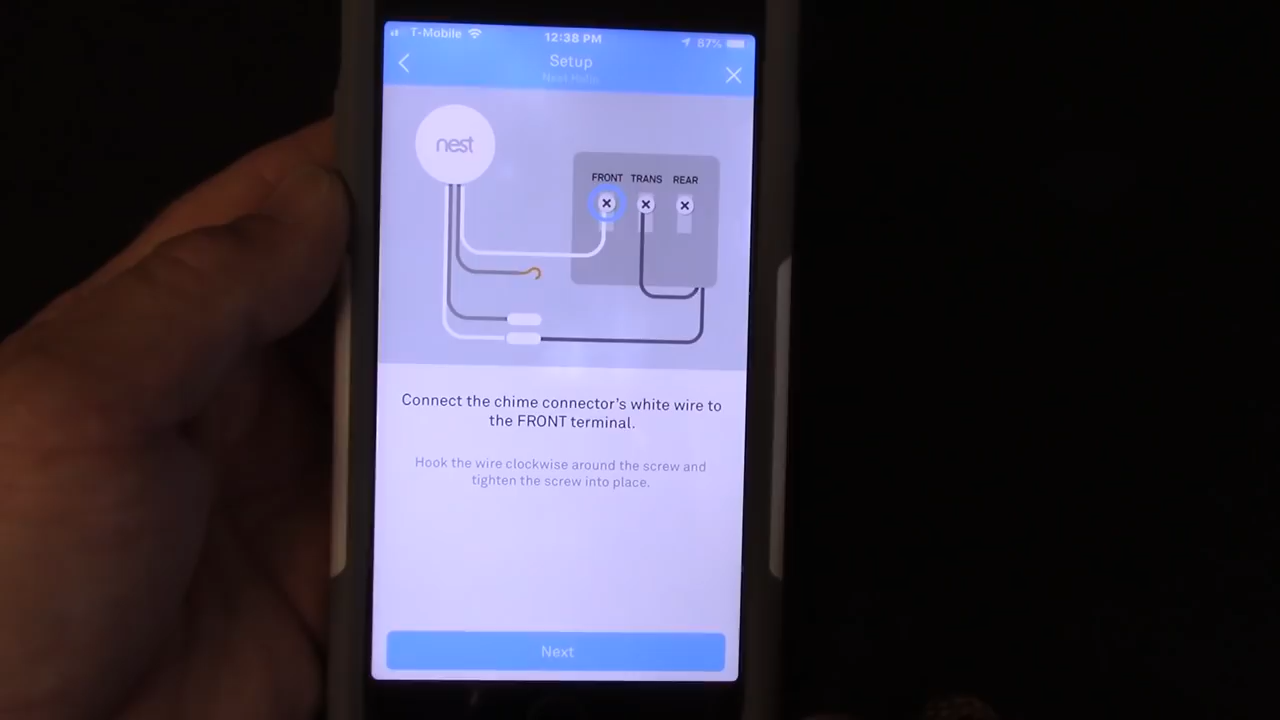 T-Mobile 12:38 PM 87%
Setup
nest
FRONT TRANS REAR
Connect the chime connector's white wire to
the FRONT terminal.
Hook the wire clockwise around the screw and
tighten the screw into place.
Next